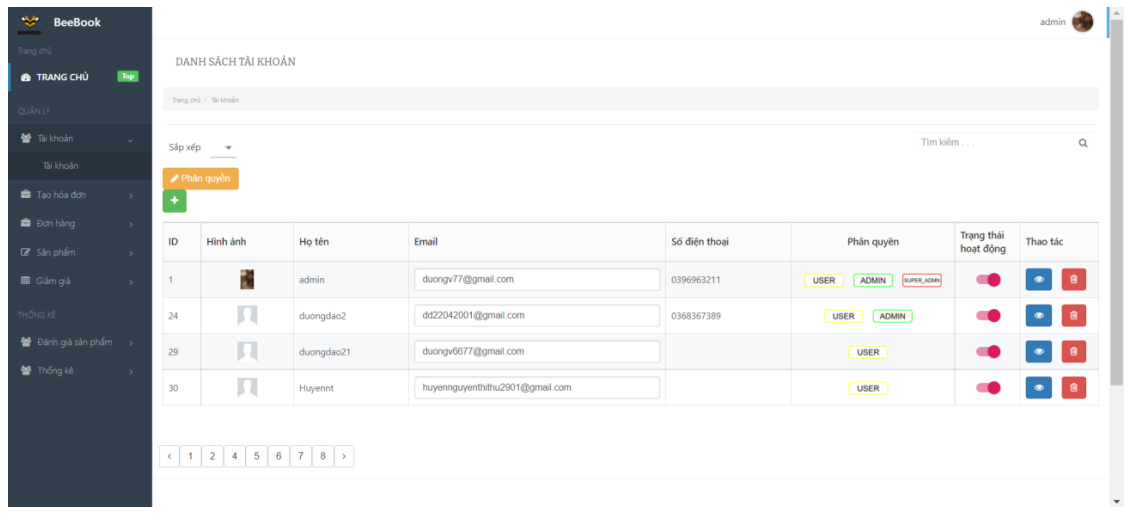 BeeBook
admin
Trang chủ
TRANG CHỦ Top
QUẢN LÝ
Tài khoản
Tài khoản
Tạo hóa đơn
Đơn hàng
Sản phẩm
Giảm giá
THỐNG KÊ
Đánh giá sản phẩm
Thống kê
DANH SÁCH TÀI KHOẢN
Trang chủ / Tài khoản
Sắp xếp
Tìm kiếm . . .
Phân quyền
+
ID Hình ảnh Họ tên Email Số điện thoại Phân quyền Trạng thái hoạt động Thao tác
1 admin duongv77@gmail.com 0396963211 USER ADMIN SUPER_ADMIN
24 duongdao2 dd22042001@gmail.com 0368367389 USER ADMIN
29 duongdao21 duongv6677@gmail.com USER
30 Huyennt huyennguyenthithu2901@gmail.com USER
< 1 2 4 5 6 7 8 >